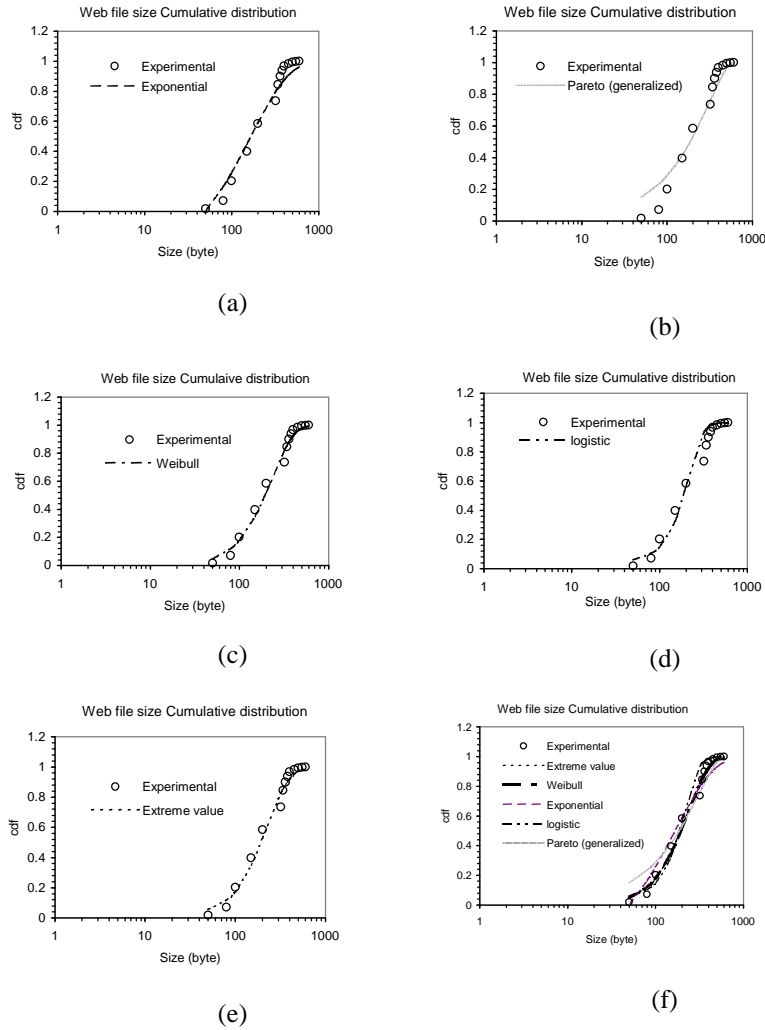 Web file size Cumulative distribution
1.2
1
0.8
0.6
0.4
0.2
0
cdf
Experimental
Exponential
1
10
100
1000
Size (byte)
(a)
Web file size Cumulative distribution
1.2
1
0.8
0.6
0.4
0.2
0
cdf
Experimental
Pareto (generalized)
1
10
100
1000
Size (byte)
(b)
Web file size Cumulaive distribution
1.2
1
0.8
0.6
0.4
0.2
0
cdf
Experimental
Weibull
1
10
100
1000
Size (byte)
(c)
Web file size Cumulative distribution
1.2
1
0.8
0.6
0.4
0.2
0
cdf
Experimental
logistic
1
10
100
1000
Size (byte)
(d)
Web file size Cumulative distribution
1.2
1
0.8
0.6
0.4
0.2
0
cdf
Experimental
Extreme value
1
10
100
1000
Size (byte)
(e)
Web file size Cumulative distribution
1.2
1
0.8
0.6
0.4
0.2
0
cdf
Experimental
Extreme value
Weibull
Exponential
logistic
Pareto (generalized)
1
10
100
1000
Size (byte)
(f)